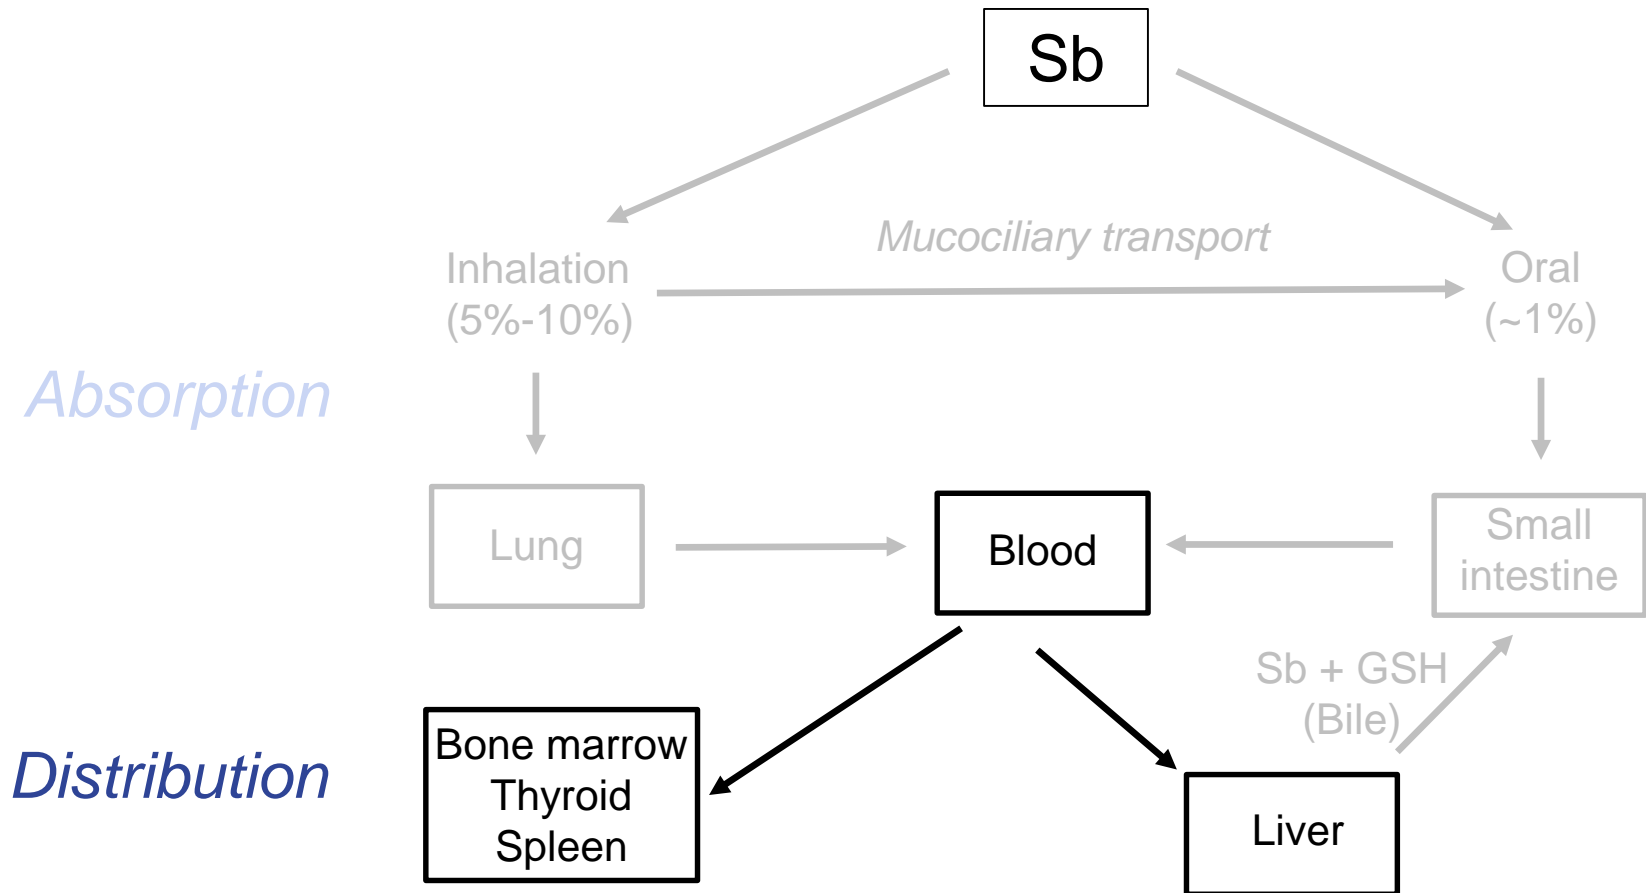 Sb
Mucociliary transport
Inhalation
(5%-10%)
Oral
(~1%)
Absorption
Lung
Blood
Small
intestine
Sb + GSH
(Bile)
Distribution
Bone marrow
Thyroid
Spleen
Liver